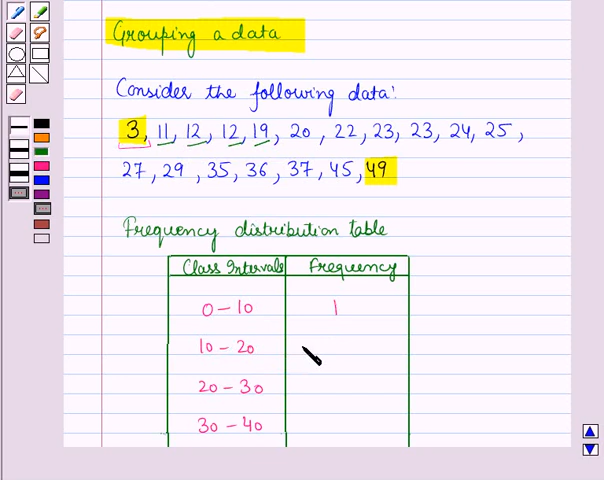 Grouping a data
Consider the following data:
3, 11, 12, 12, 19, 20, 22, 23, 23, 24, 25,
27, 29, 35, 36, 37, 45, 49
Frequency distribution table
Class Intervals Frequency
0 - 10 1
10 - 20
20 - 30
30 - 40